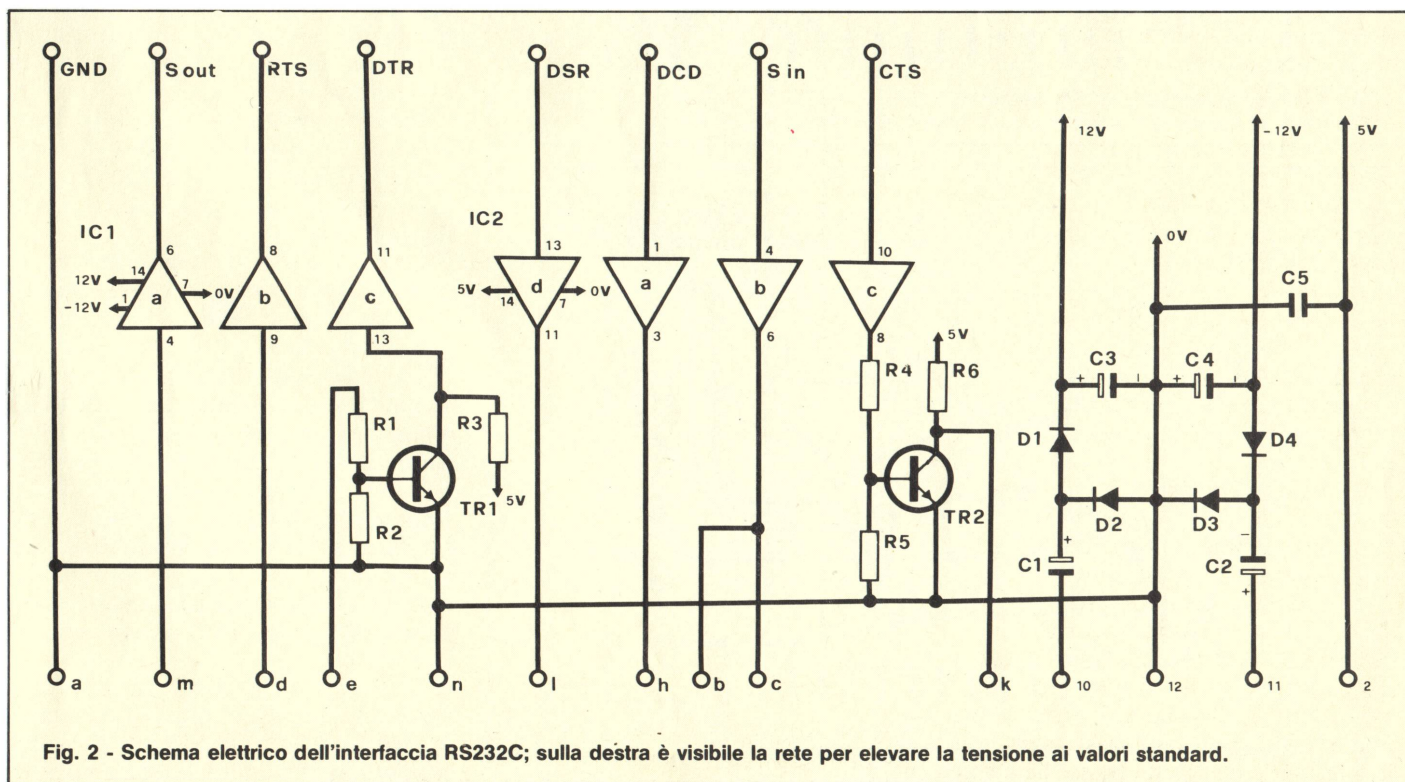 GND Sout RTS DTR DSR DCD Sin CTS
12V -12V 5V
0V
IC1 IC2 C5
6 8 11 13 1 4 10
12V 14 a 7 0V b c 5V 14 d 7 0V a b c
-12V 1
4 9 13 11 3 6 8
5V
R4 R6 + C3 - + C4 -
R1 R3 D1 D4
TR1 5V TR2
R2 D2 D3
R5 + -
C1 C2
+
a m d e n l h b c k 10 12 11 2
Fig. 2 - Schema elettrico dell'interfaccia RS232C; sulla destra è visibile la rete per elevare la tensione ai valori standard.